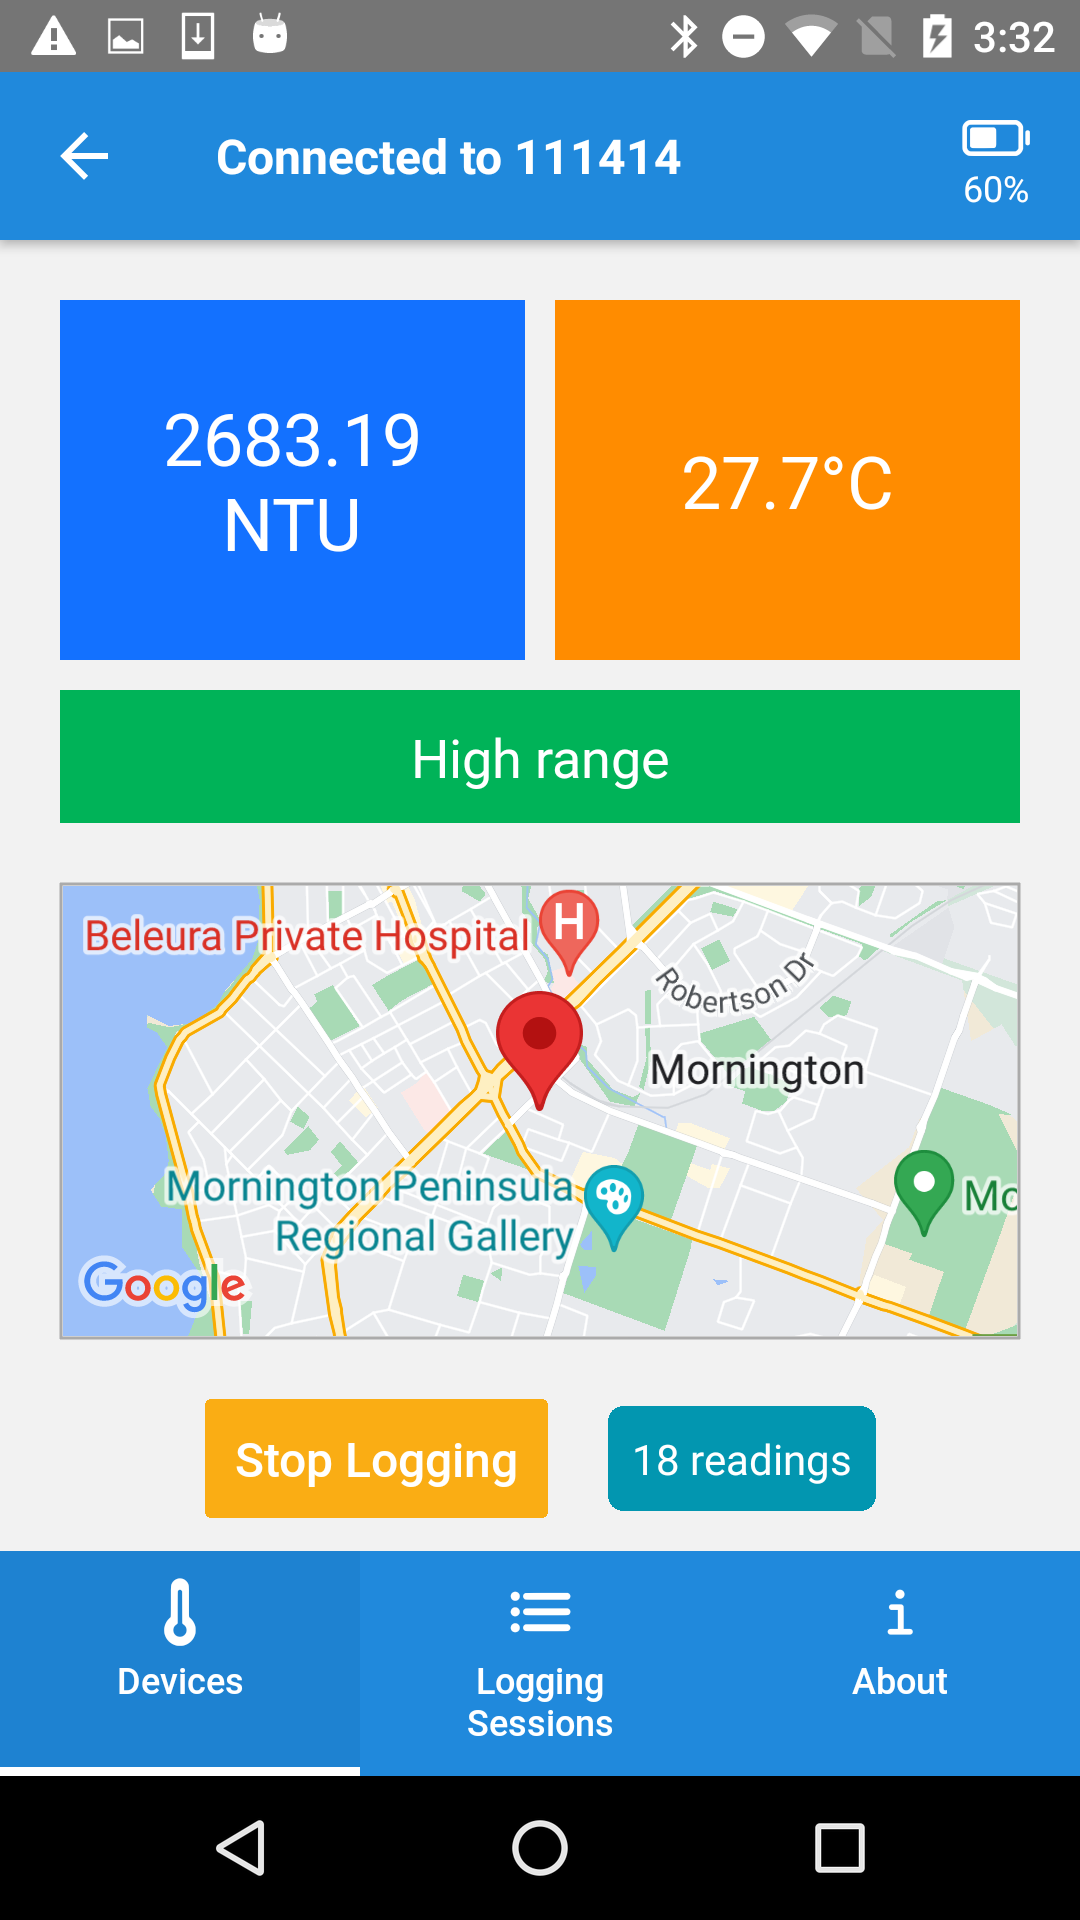 3:32
Connected to 111414
60%
2683.19
NTU
27.7°C
High range
Beleura Private Hospital
H
Robertson Dr
Mornington
Mornington Peninsula
Regional Gallery
Mo
Google
Stop Logging
18 readings
Devices
Logging
Sessions
About